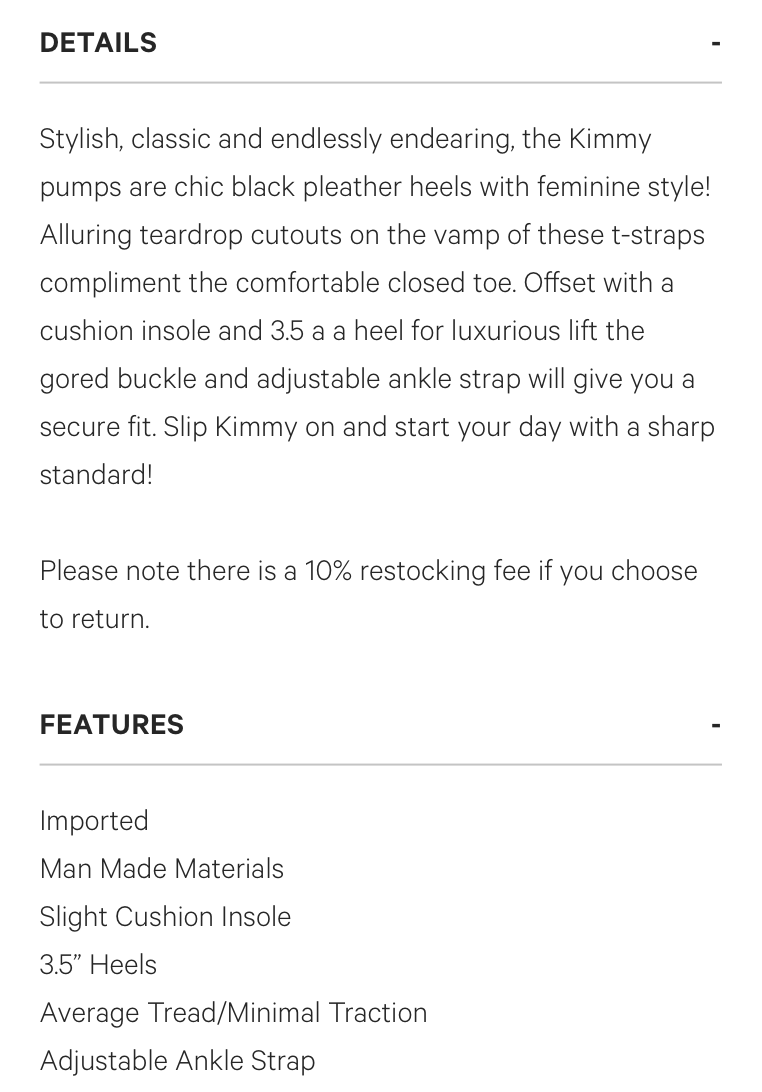 DETAILS -
Stylish, classic and endlessly endearing, the Kimmy
pumps are chic black pleather heels with feminine style!
Alluring teardrop cutouts on the vamp of these t-straps
compliment the comfortable closed toe. Offset with a
cushion insole and 3.5 a a heel for luxurious lift the
gored buckle and adjustable ankle strap will give you a
secure fit. Slip Kimmy on and start your day with a sharp
standard!
Please note there is a 10% restocking fee if you choose
to return.
FEATURES -
Imported
Man Made Materials
Slight Cushion Insole
3.5” Heels
Average Tread/Minimal Traction
Adjustable Ankle Strap